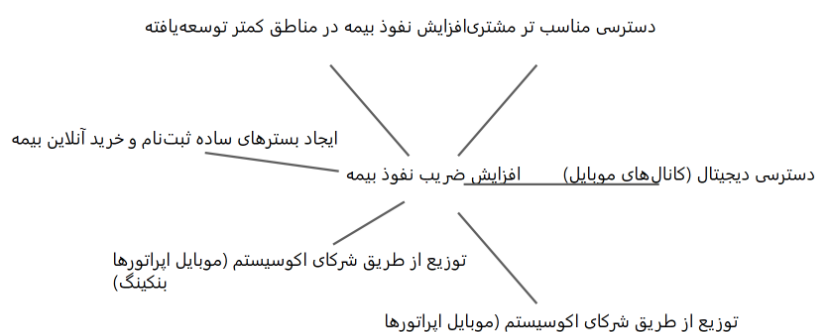 دسترسی مناسب تر مشتری
افزایش نفوذ بیمه در مناطق کمتر توسعه‌یافته
ایجاد بسترهای ساده ثبت‌نام و خرید آنلاین بیمه
افزایش ضریب نفوذ بیمه
دسترسی دیجیتال (کانال‌های موبایل)
توزیع از طریق شرکای اکوسیستم (موبایل اپراتورها
بنکینگ)
توزیع از طریق شرکای اکوسیستم (موبایل اپراتورها